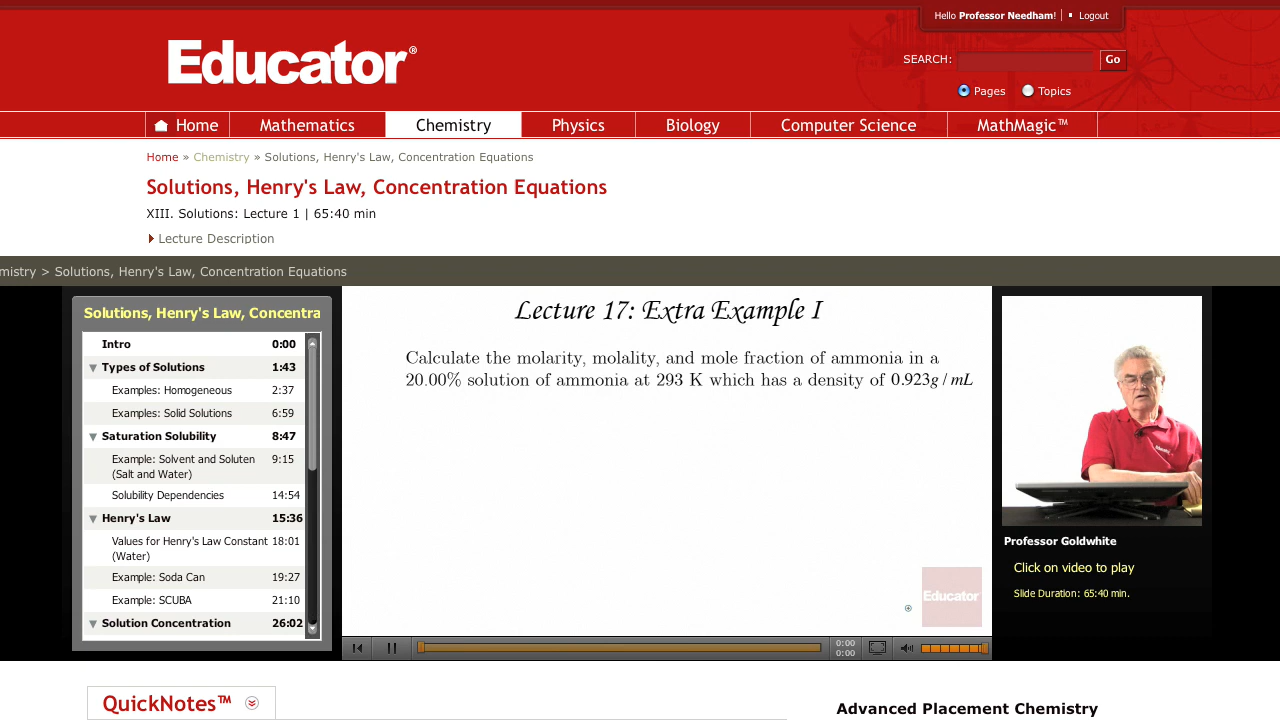 Hello Professor Needham! Logout
Educator®
SEARCH: Go
Pages Topics
Home Mathematics Chemistry Physics Biology Computer Science MathMagic™
Home » Chemistry » Solutions, Henry's Law, Concentration Equations
Solutions, Henry's Law, Concentration Equations
XIII. Solutions: Lecture 1 | 65:40 min
Lecture Description
mistry > Solutions, Henry's Law, Concentration Equations
Solutions, Henry's Law, Concentra
Intro 0:00
Types of Solutions 1:43
Examples: Homogeneous 2:37
Examples: Solid Solutions 6:59
Saturation Solubility 8:47
Example: Solvent and Soluten 9:15
(Salt and Water)
Solubility Dependencies 14:54
Henry's Law 15:36
Values for Henry's Law Constant 18:01
(Water)
Example: Soda Can 19:27
Example: SCUBA 21:10
Solution Concentration 26:02
Lecture 17: Extra Example I
Calculate the molarity, molality, and mole fraction of ammonia in a
20.00% solution of ammonia at 293 K which has a density of 0.923g / mL
Educator
0:00
0:00
Professor Goldwhite
Click on video to play
Slide Duration: 65:40 min.
QuickNotes™
Advanced Placement Chemistry